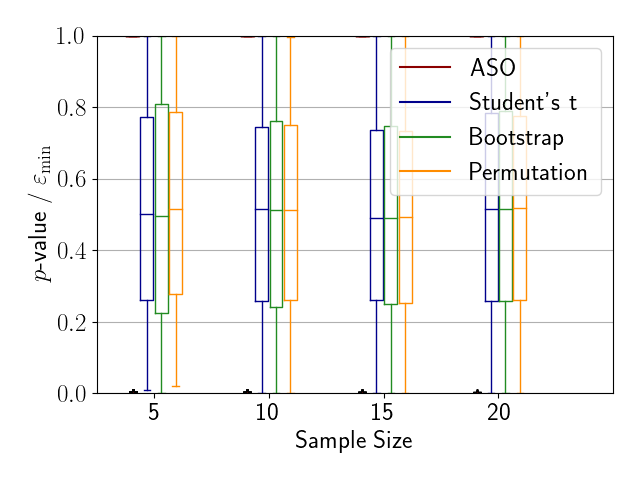 1.0
0.8
0.6
0.4
0.2
0.0
p-value / ε_min
5
10
15
20
Sample Size
ASO
Student's t
Bootstrap
Permutation